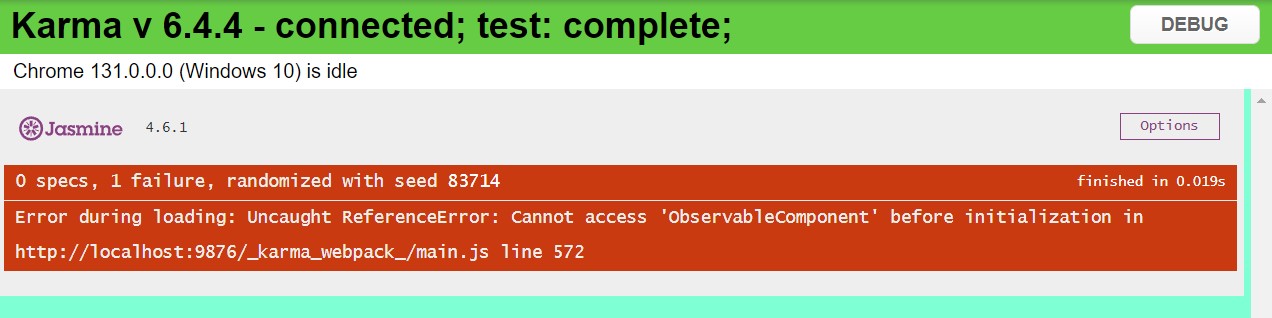 Karma v 6.4.4 - connected; test: complete;
DEBUG
Chrome 131.0.0.0 (Windows 10) is idle
Jasmine 4.6.1
Options
0 specs, 1 failure, randomized with seed 83714
finished in 0.019s
Error during loading: Uncaught ReferenceError: Cannot access 'ObservableComponent' before initialization in
http://localhost:9876/_karma_webpack_/main.js line 572